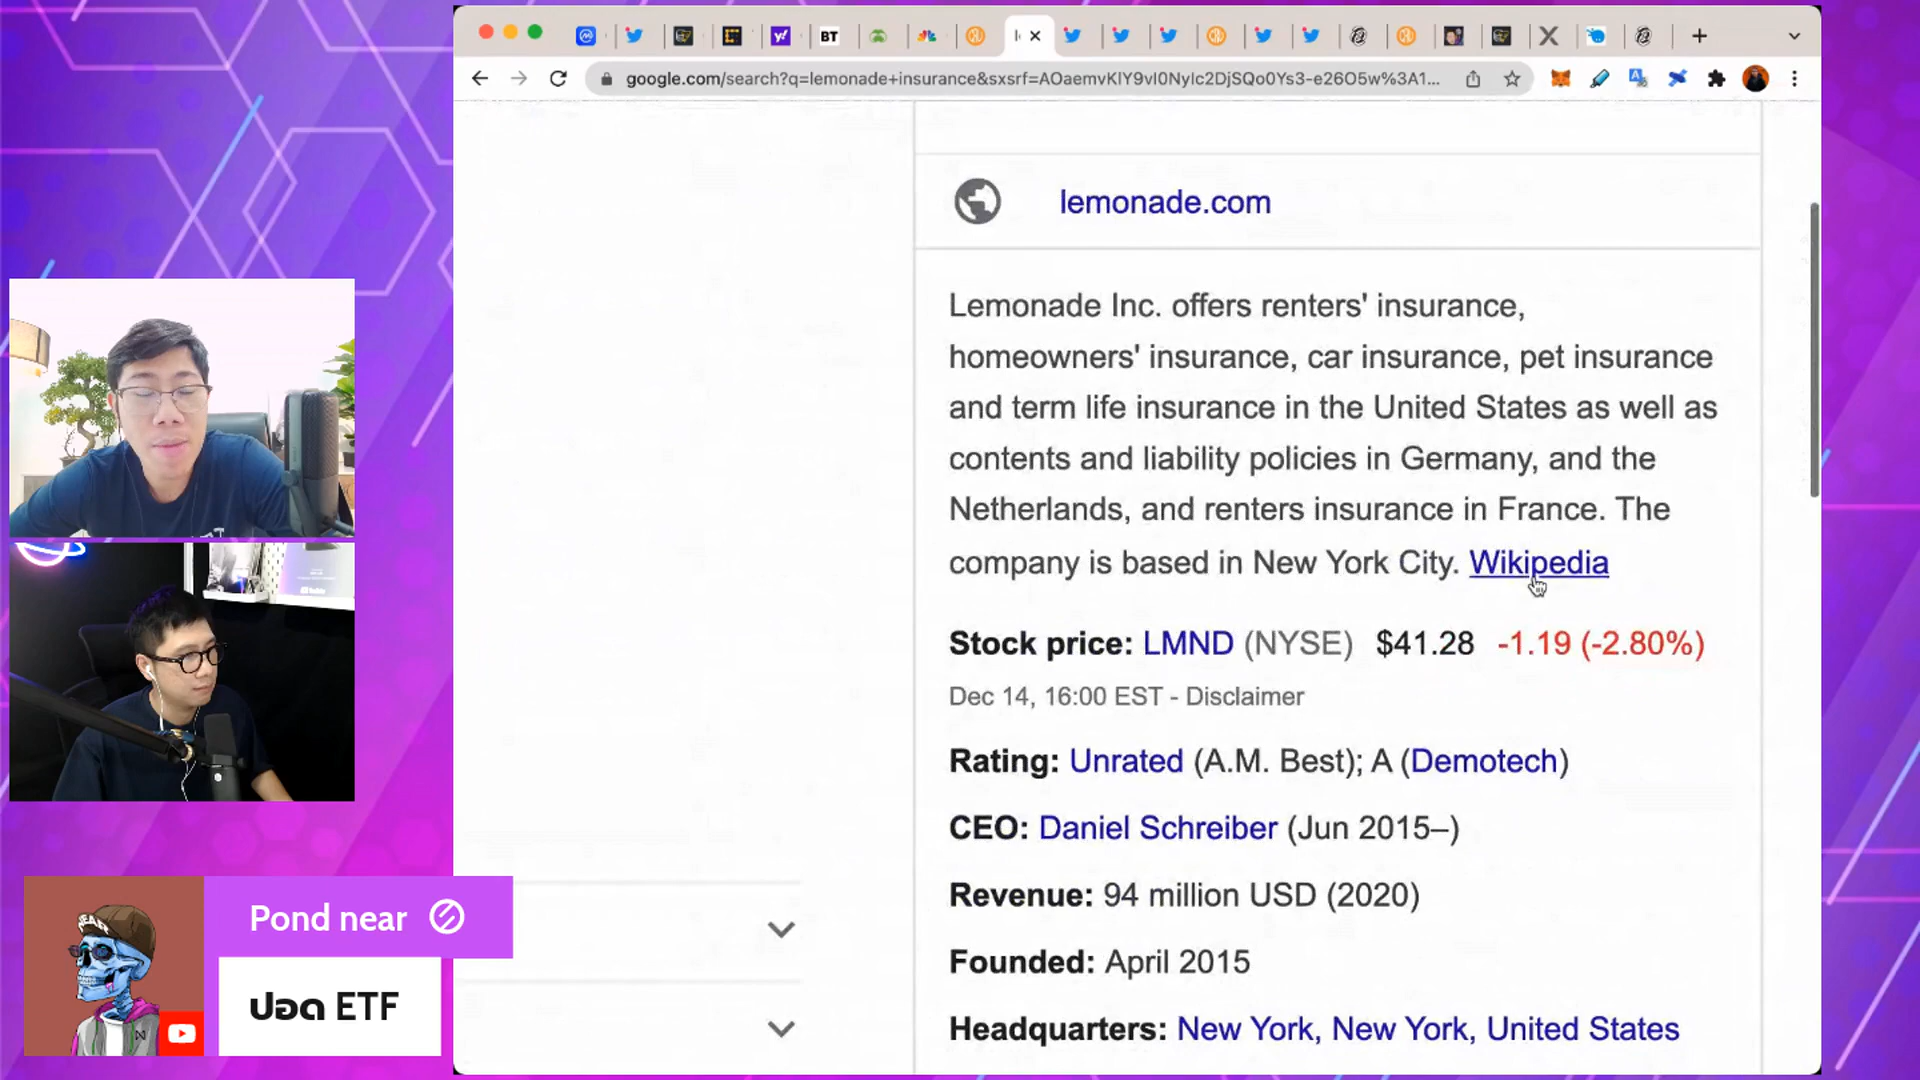 BT
google.com/search?q=lemonade+insurance&sxsrf=AOaemvKlY9vI0NyIc2DjSQo0Ys3-e26O5w%3A1...
lemonade.com
Lemonade Inc. offers renters' insurance,
homeowners' insurance, car insurance, pet insurance
and term life insurance in the United States as well as
contents and liability policies in Germany, and the
Netherlands, and renters insurance in France. The
company is based in New York City. Wikipedia
Stock price: LMND (NYSE) $41.28 -1.19 (-2.80%)
Dec 14, 16:00 EST - Disclaimer
Rating: Unrated (A.M. Best); A (Demotech)
CEO: Daniel Schreiber (Jun 2015–)
Revenue: 94 million USD (2020)
Founded: April 2015
Headquarters: New York, New York, United States
Pond near
ปอด ETF